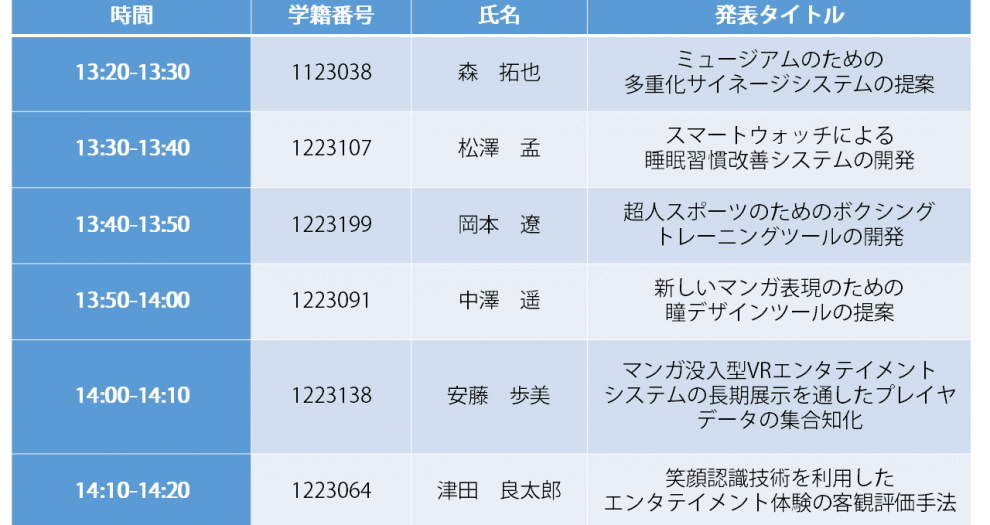 時間 学籍番号 氏名 発表タイトル
13:20-13:30 1123038 森　拓也 ミュージアムのための
多重化サイネージシステムの提案
13:30-13:40 1223107 松澤　孟 スマートウォッチによる
睡眠習慣改善システムの開発
13:40-13:50 1223199 岡本　遼 超人スポーツのためのボクシング
トレーニングツールの開発
13:50-14:00 1223091 中澤　遥 新しいマンガ表現のための
瞳デザインツールの提案
14:00-14:10 1223138 安藤　歩美 マンガ没入型VRエンタテイメント
システムの長期展示を通したプレイヤ
データの集合知化
14:10-14:20 1223064 津田　良太郎 笑顔認識技術を利用した
エンタテイメント体験の客観評価手法